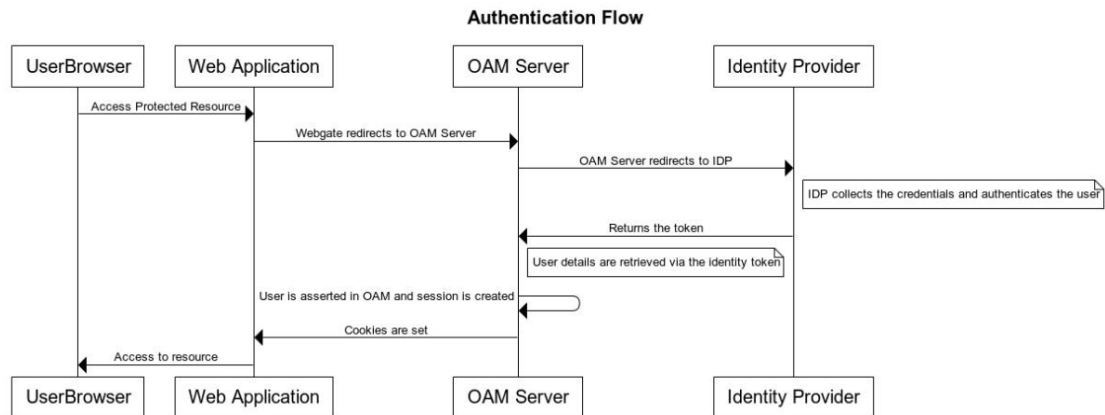 Authentication Flow
UserBrowser
Web Application
OAM Server
Identity Provider
Access Protected Resource
Webgate redirects to OAM Server
OAM Server redirects to IDP
IDP collects the credentials and authenticates the user
Returns the token
User details are retrieved via the identity token
User is asserted in OAM and session is created
Cookies are set
Access to resource
UserBrowser
Web Application
OAM Server
Identity Provider